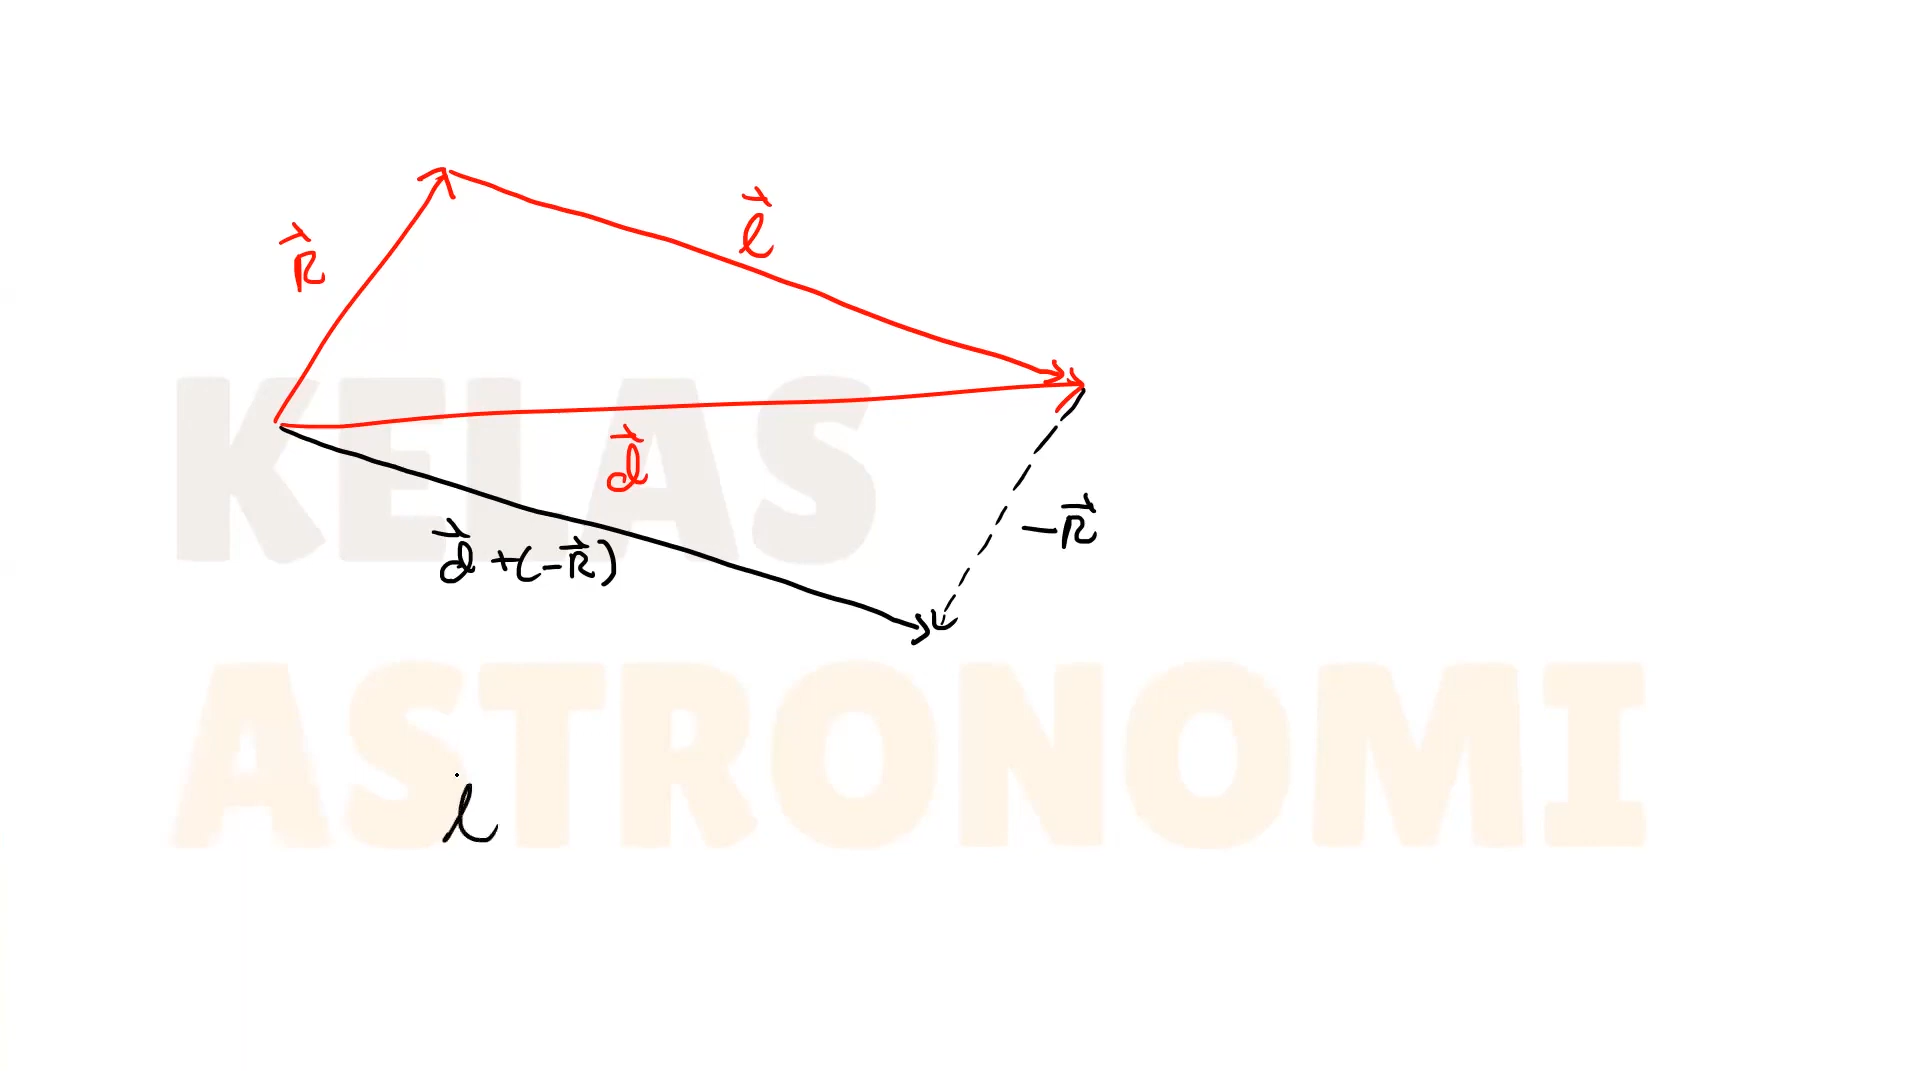 R⃗
ℓ⃗
d⃗
-R⃗
d⃗ + (-R⃗)
ℓ
KELAS
ASTRONOMI